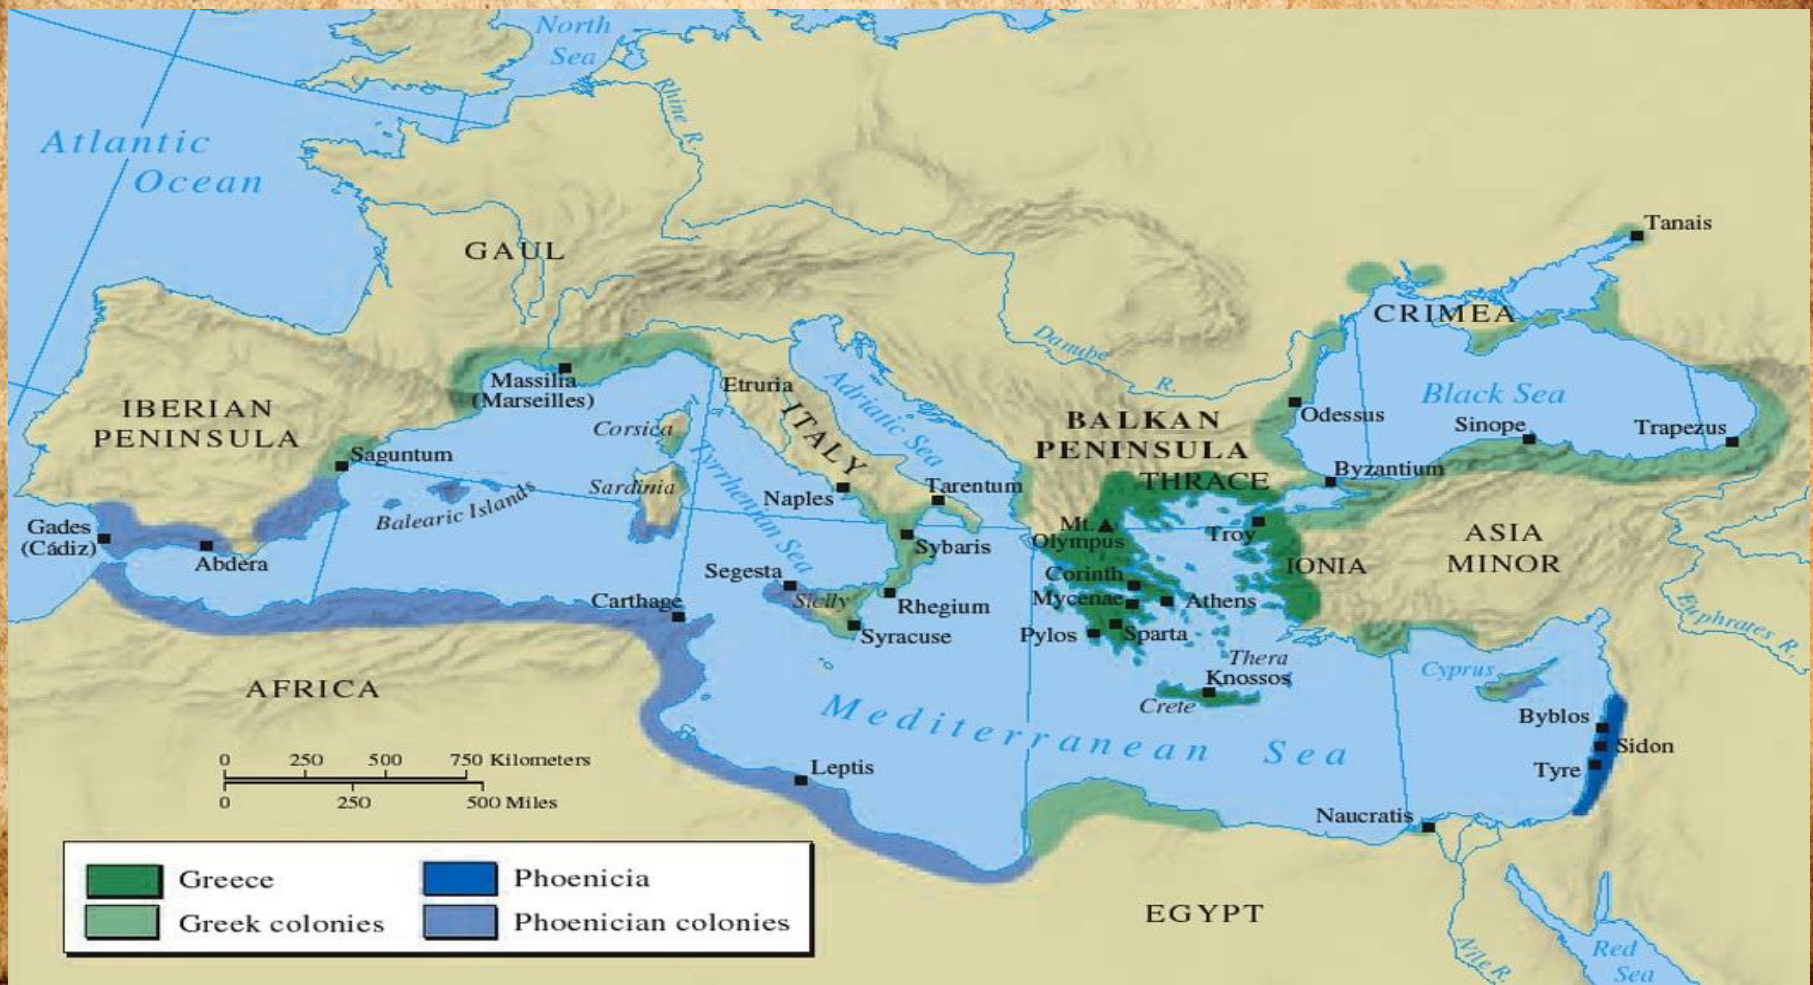 North
Sea
Rhine R.
Atlantic
Ocean
GAUL
Tanais
CRIMEA
Danube
R.
Massilia
(Marseilles)
Etruria
Adriatic Sea
ITALY
Black Sea
Odessus
Sinope
Trapezus
IBERIAN
PENINSULA
Corsica
BALKAN
PENINSULA
Saguntum
Byzantium
THRACE
Balearic Islands
Sardinia
Tyrrhenian Sea
Naples
Tarentum
Gades
(Cádiz)
Abdera
Mt.
Olympus
Troy
ASIA
MINOR
Sybaris
IONIA
Segesta
Corinth
Carthage
Sicily
Rhegium
Mycenae
Athens
Euphrates R.
Syracuse
Pylos
Sparta
Thera
Knossos
Cyprus
AFRICA
Crete
Mediterranean Sea
Byblos
Sidon
Tyre
0 250 500 750 Kilometers
0 250 500 Miles
Leptis
Naucratis
Greece
Phoenicia
Greek colonies
Phoenician colonies
EGYPT
Nile R.
Red
Sea